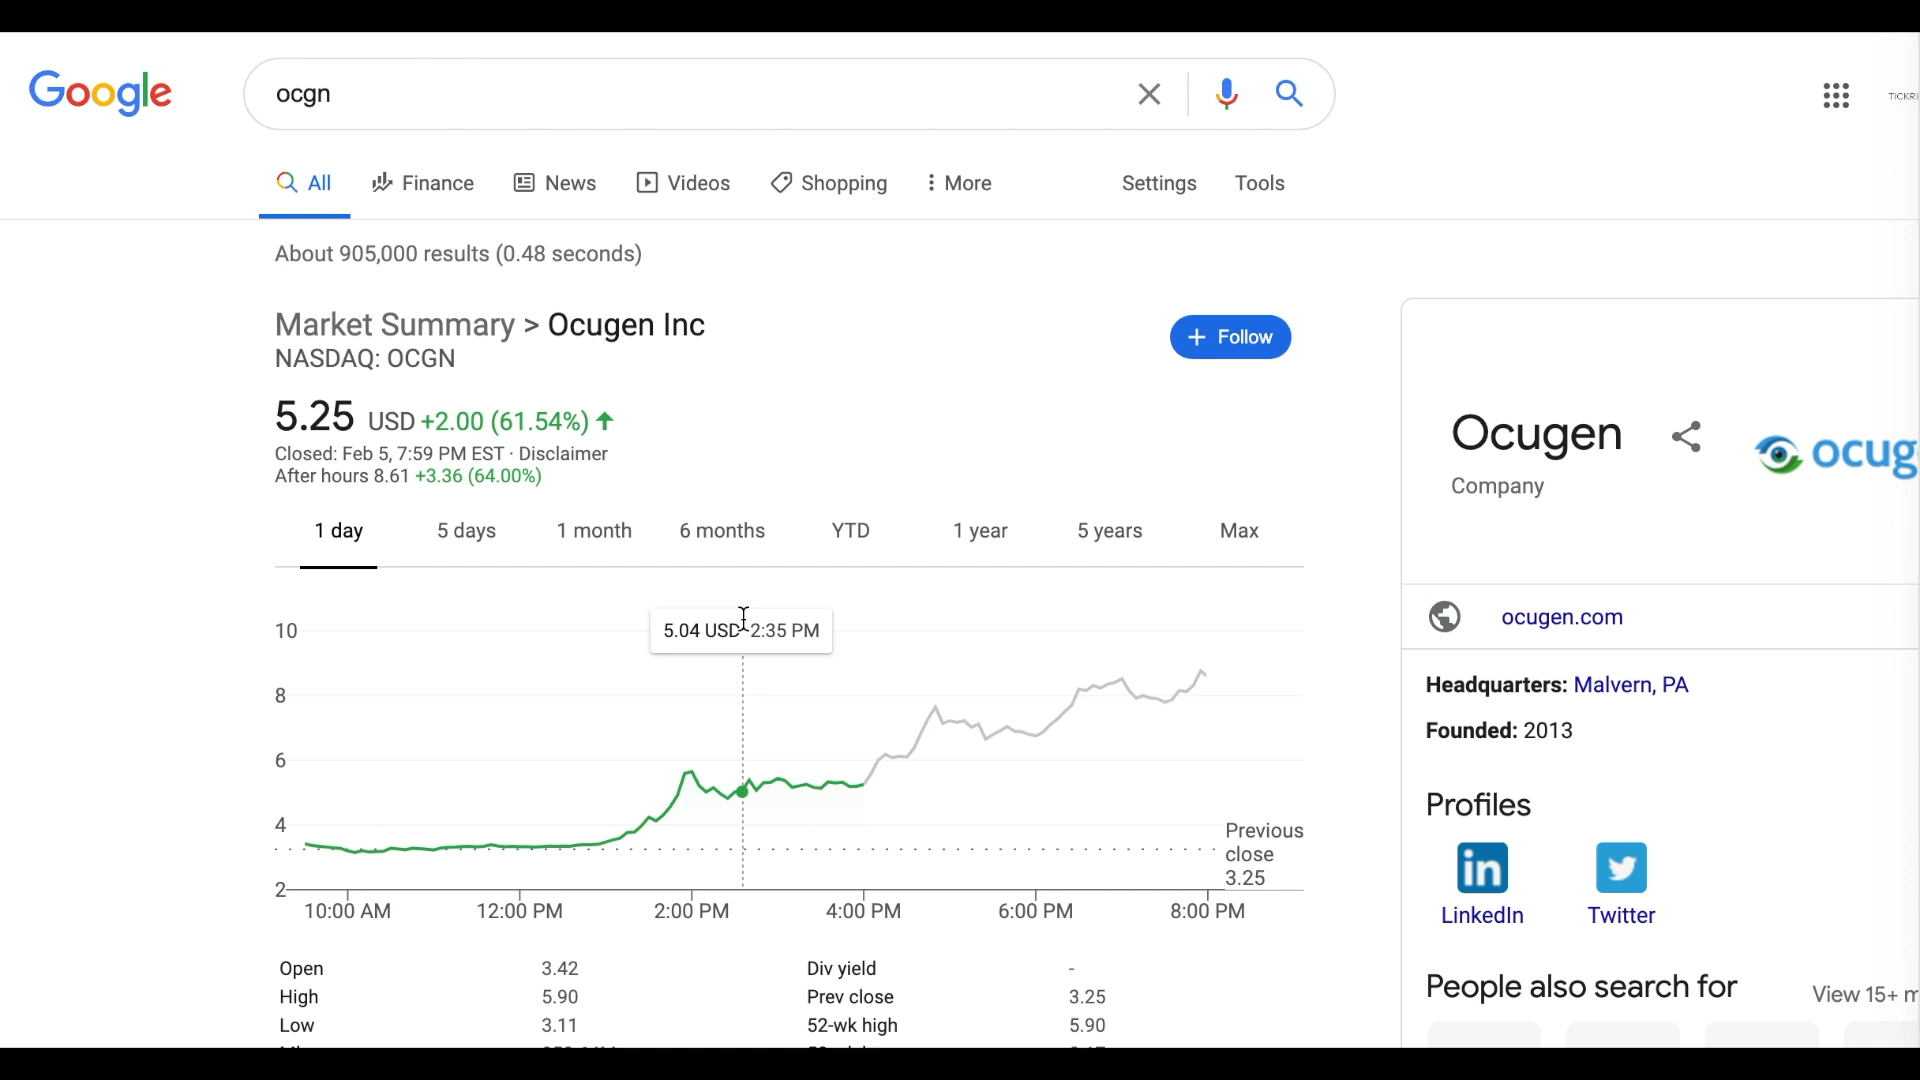 Google
ocgn
TICKR
All
Finance
News
Videos
Shopping
More
Settings
Tools
About 905,000 results (0.48 seconds)
Market Summary > Ocugen Inc
NASDAQ: OCGN
Follow
5.25 USD +2.00 (61.54%)
Closed: Feb 5, 7:59 PM EST · Disclaimer
After hours 8.61 +3.36 (64.00%)
1 day
5 days
1 month
6 months
YTD
1 year
5 years
Max
5.04 USD 2:35 PM
10
8
6
4
2
Previous
close
3.25
10:00 AM
12:00 PM
2:00 PM
4:00 PM
6:00 PM
8:00 PM
Open 3.42 Div yield -
High 5.90 Prev close 3.25
Low 3.11 52-wk high 5.90
Ocugen
Company
ocug
ocugen.com
Headquarters: Malvern, PA
Founded: 2013
Profiles
LinkedIn
Twitter
People also search for
View 15+ m